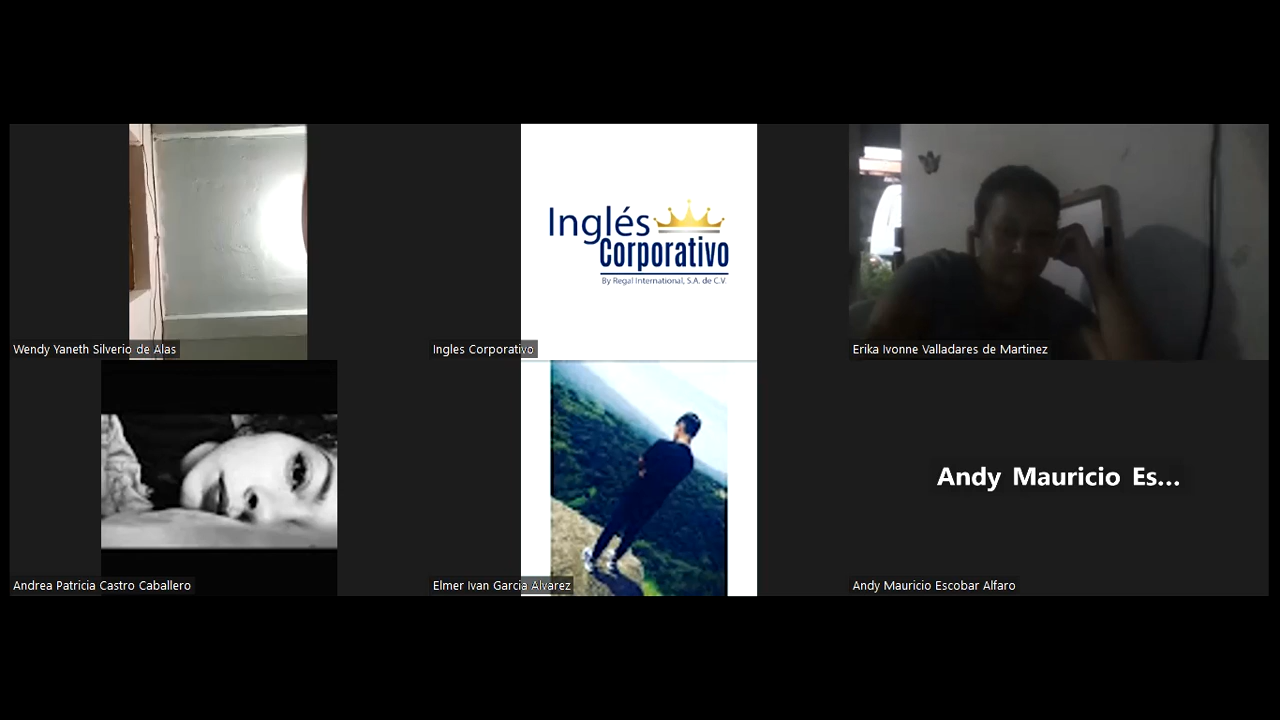 Inglés
Corporativo
By Regal International, S.A. de C.V.
Wendy Yaneth Silverio de Alas
Ingles Corporativo
Erika Ivonne Valladares de Martinez
Andy Mauricio Es...
Andrea Patricia Castro Caballero
Elmer Ivan Garcia Alvarez
Andy Mauricio Escobar Alfaro